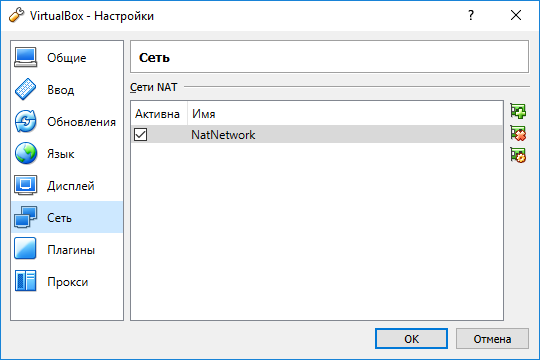 VirtualBox - Настройки
Общие
Ввод
Обновления
Язык
Дисплей
Сеть
Плагины
Прокси
Сеть
Сети NAT
Активна Имя
NatNetwork
OK Отмена